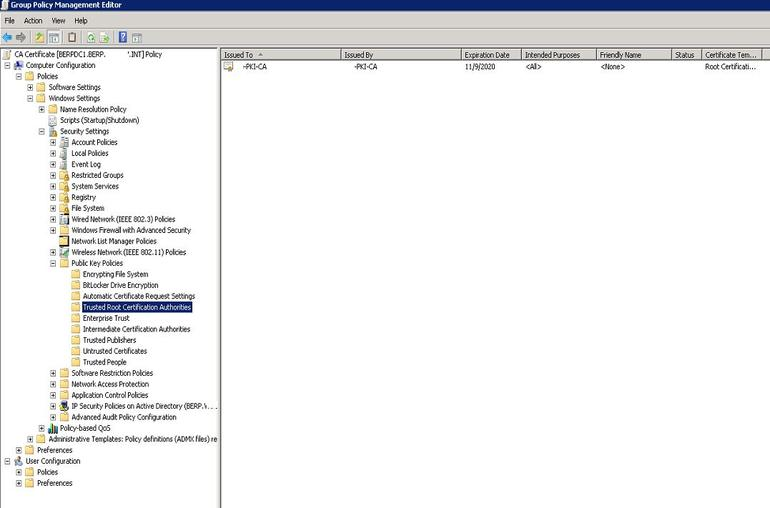 Group Policy Management Editor
File Action View Help
CA Certificate [BERPDC1.BERP. '.INT] Policy
Computer Configuration
Policies
Software Settings
Windows Settings
Name Resolution Policy
Scripts (Startup/Shutdown)
Security Settings
Account Policies
Local Policies
Event Log
Restricted Groups
System Services
Registry
File System
Wired Network (IEEE 802.3) Policies
Windows Firewall with Advanced Security
Network List Manager Policies
Wireless Network (IEEE 802.11) Policies
Public Key Policies
Encrypting File System
BitLocker Drive Encryption
Automatic Certificate Request Settings
Trusted Root Certification Authorities
Enterprise Trust
Intermediate Certification Authorities
Trusted Publishers
Untrusted Certificates
Trusted People
Software Restriction Policies
Network Access Protection
Application Control Policies
IP Security Policies on Active Directory (BERP.
Advanced Audit Policy Configuration
Policy-based QoS
Administrative Templates: Policy definitions (ADMX files) re
Preferences
User Configuration
Policies
Preferences
Issued To Issued By Expiration Date Intended Purposes Friendly Name Status Certificate Tem...
-PKI-CA -PKI-CA 11/9/2020 <All> <None> Root Certificati...